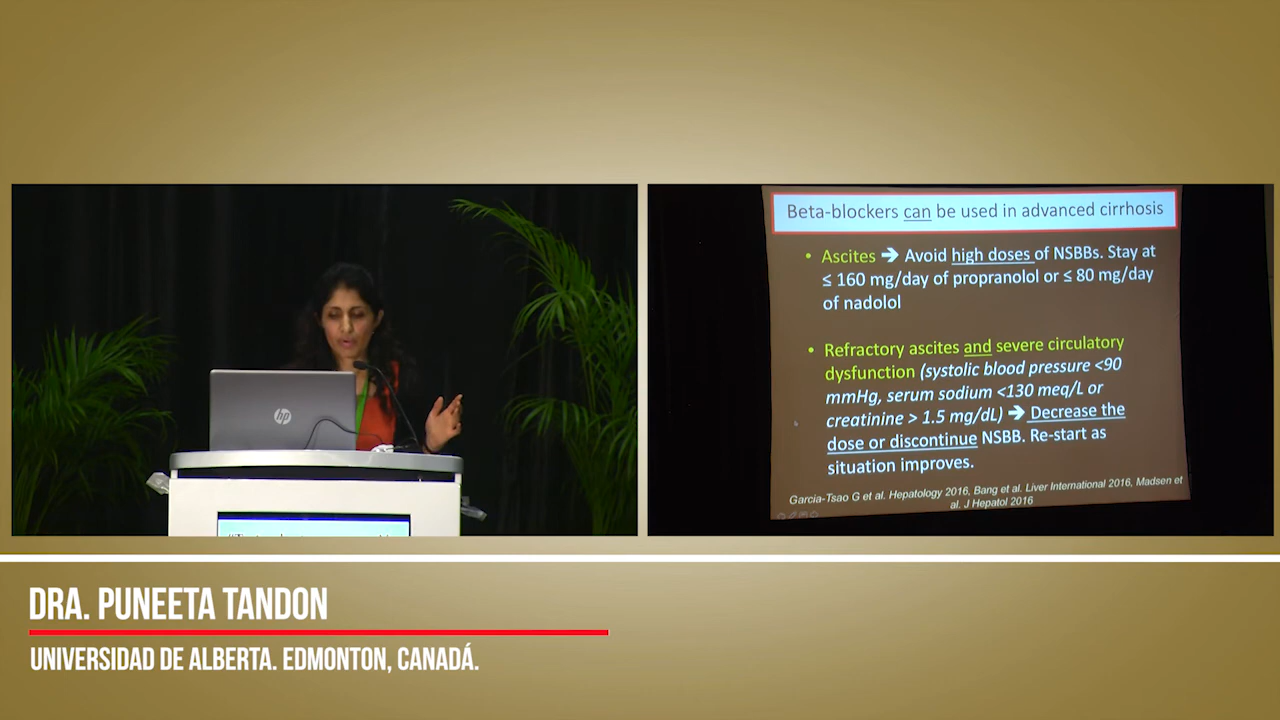 hp
Beta-blockers can be used in advanced cirrhosis
• Ascites ➔ Avoid high doses of NSBBs. Stay at
≤ 160 mg/day of propranolol or ≤ 80 mg/day
of nadolol
• Refractory ascites and severe circulatory
dysfunction (systolic blood pressure <90
mmHg, serum sodium <130 meq/L or
creatinine > 1.5 mg/dL) ➔ Decrease the
dose or discontinue NSBB. Re-start as
situation improves.
Garcia-Tsao G et al. Hepatology 2016, Bang et al. Liver International 2016, Madsen et
al. J Hepatol 2016
DRA. PUNEETA TANDON
UNIVERSIDAD DE ALBERTA. EDMONTON, CANADÁ.